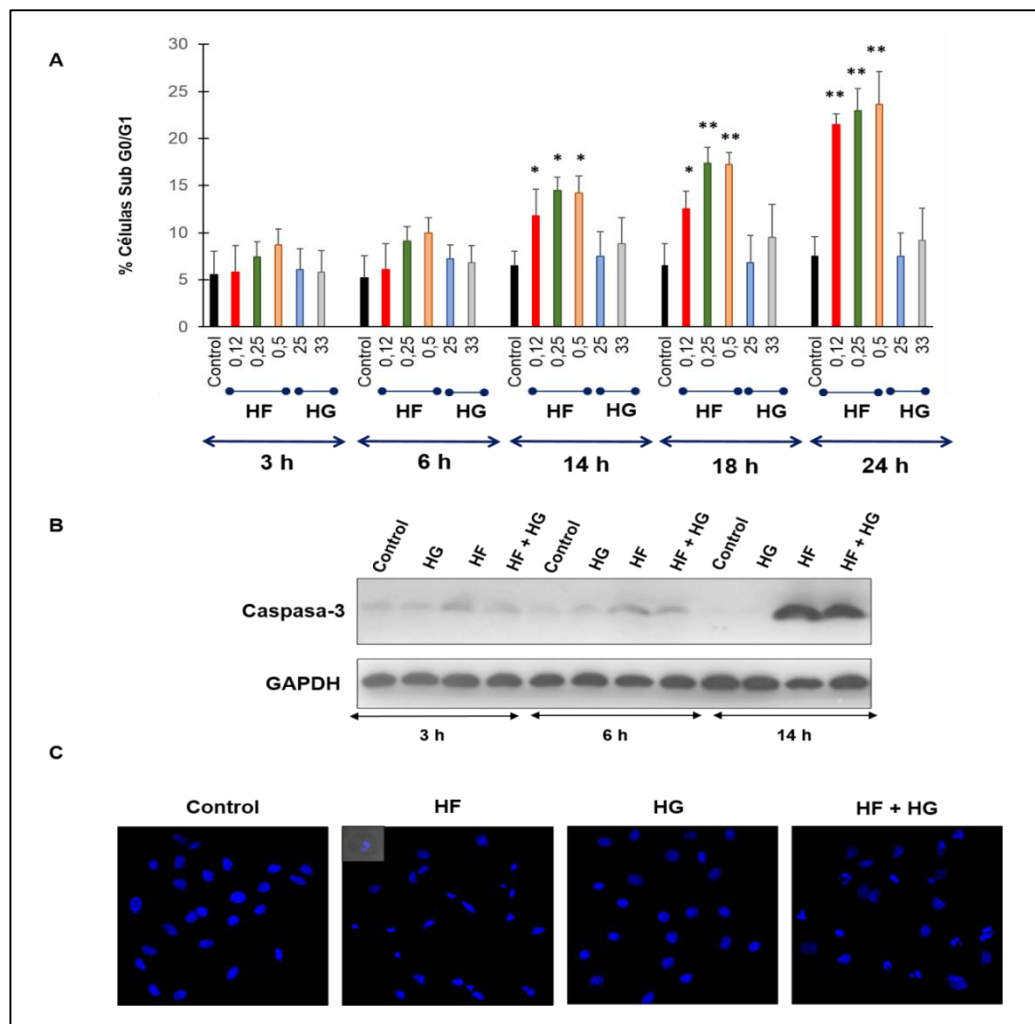 A
% Células Sub G0/G1
30
25
20
15
10
5
0
* * * * ** ** ** ** **
Control 0,12 0,25 0,5 25 33 Control 0,12 0,25 0,5 25 33 Control 0,12 0,25 0,5 25 33 Control 0,12 0,25 0,5 25 33 Control 0,12 0,25 0,5 25 33
HF HG HF HG HF HG HF HG HF HG
3 h 6 h 14 h 18 h 24 h
B
Control HG HF HF + HG Control HG HF HF + HG Control HG HF HF + HG
Caspasa-3
GAPDH
3 h 6 h 14 h
C
Control HF HG HF + HG